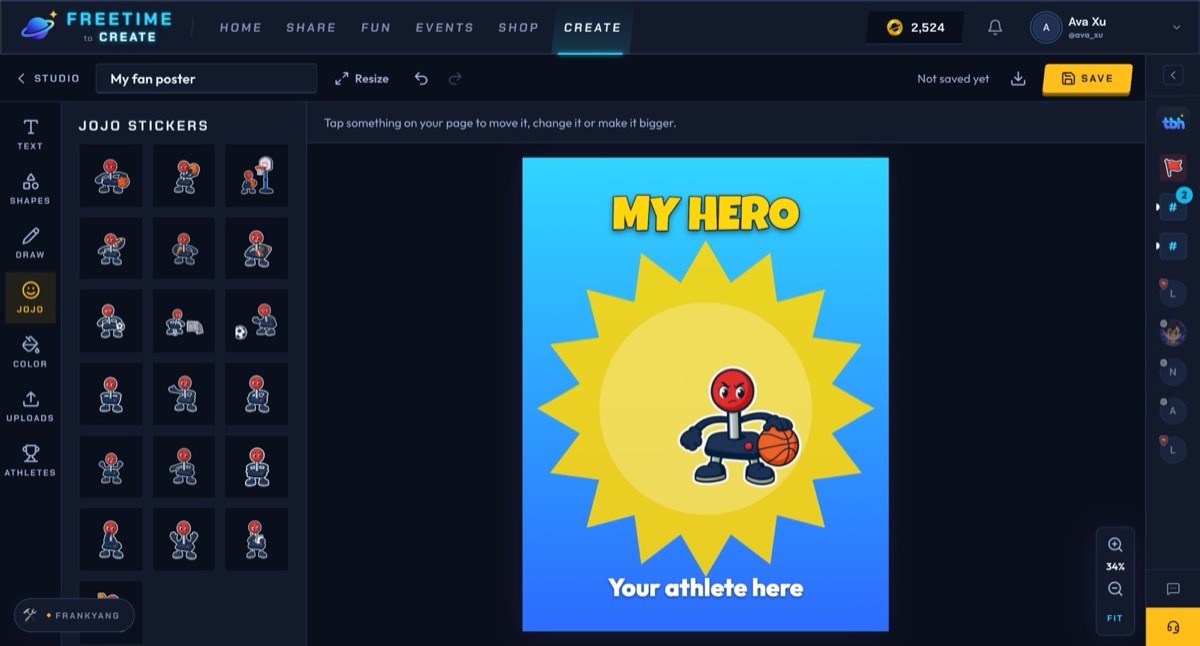 FREETIME
to CREATE
HOME
SHARE
FUN
EVENTS
SHOP
CREATE
2,524
A
Ava Xu
@ava_xu
STUDIO
My fan poster
Resize
Not saved yet
SAVE
TEXT
SHAPES
DRAW
JOJO
COLOR
UPLOADS
ATHLETES
JOJO STICKERS
Tap something on your page to move it, change it or make it bigger.
MY HERO
Your athlete here
FRANKYANG
34%
FIT
tbh
2
#
#
L
N
A
L